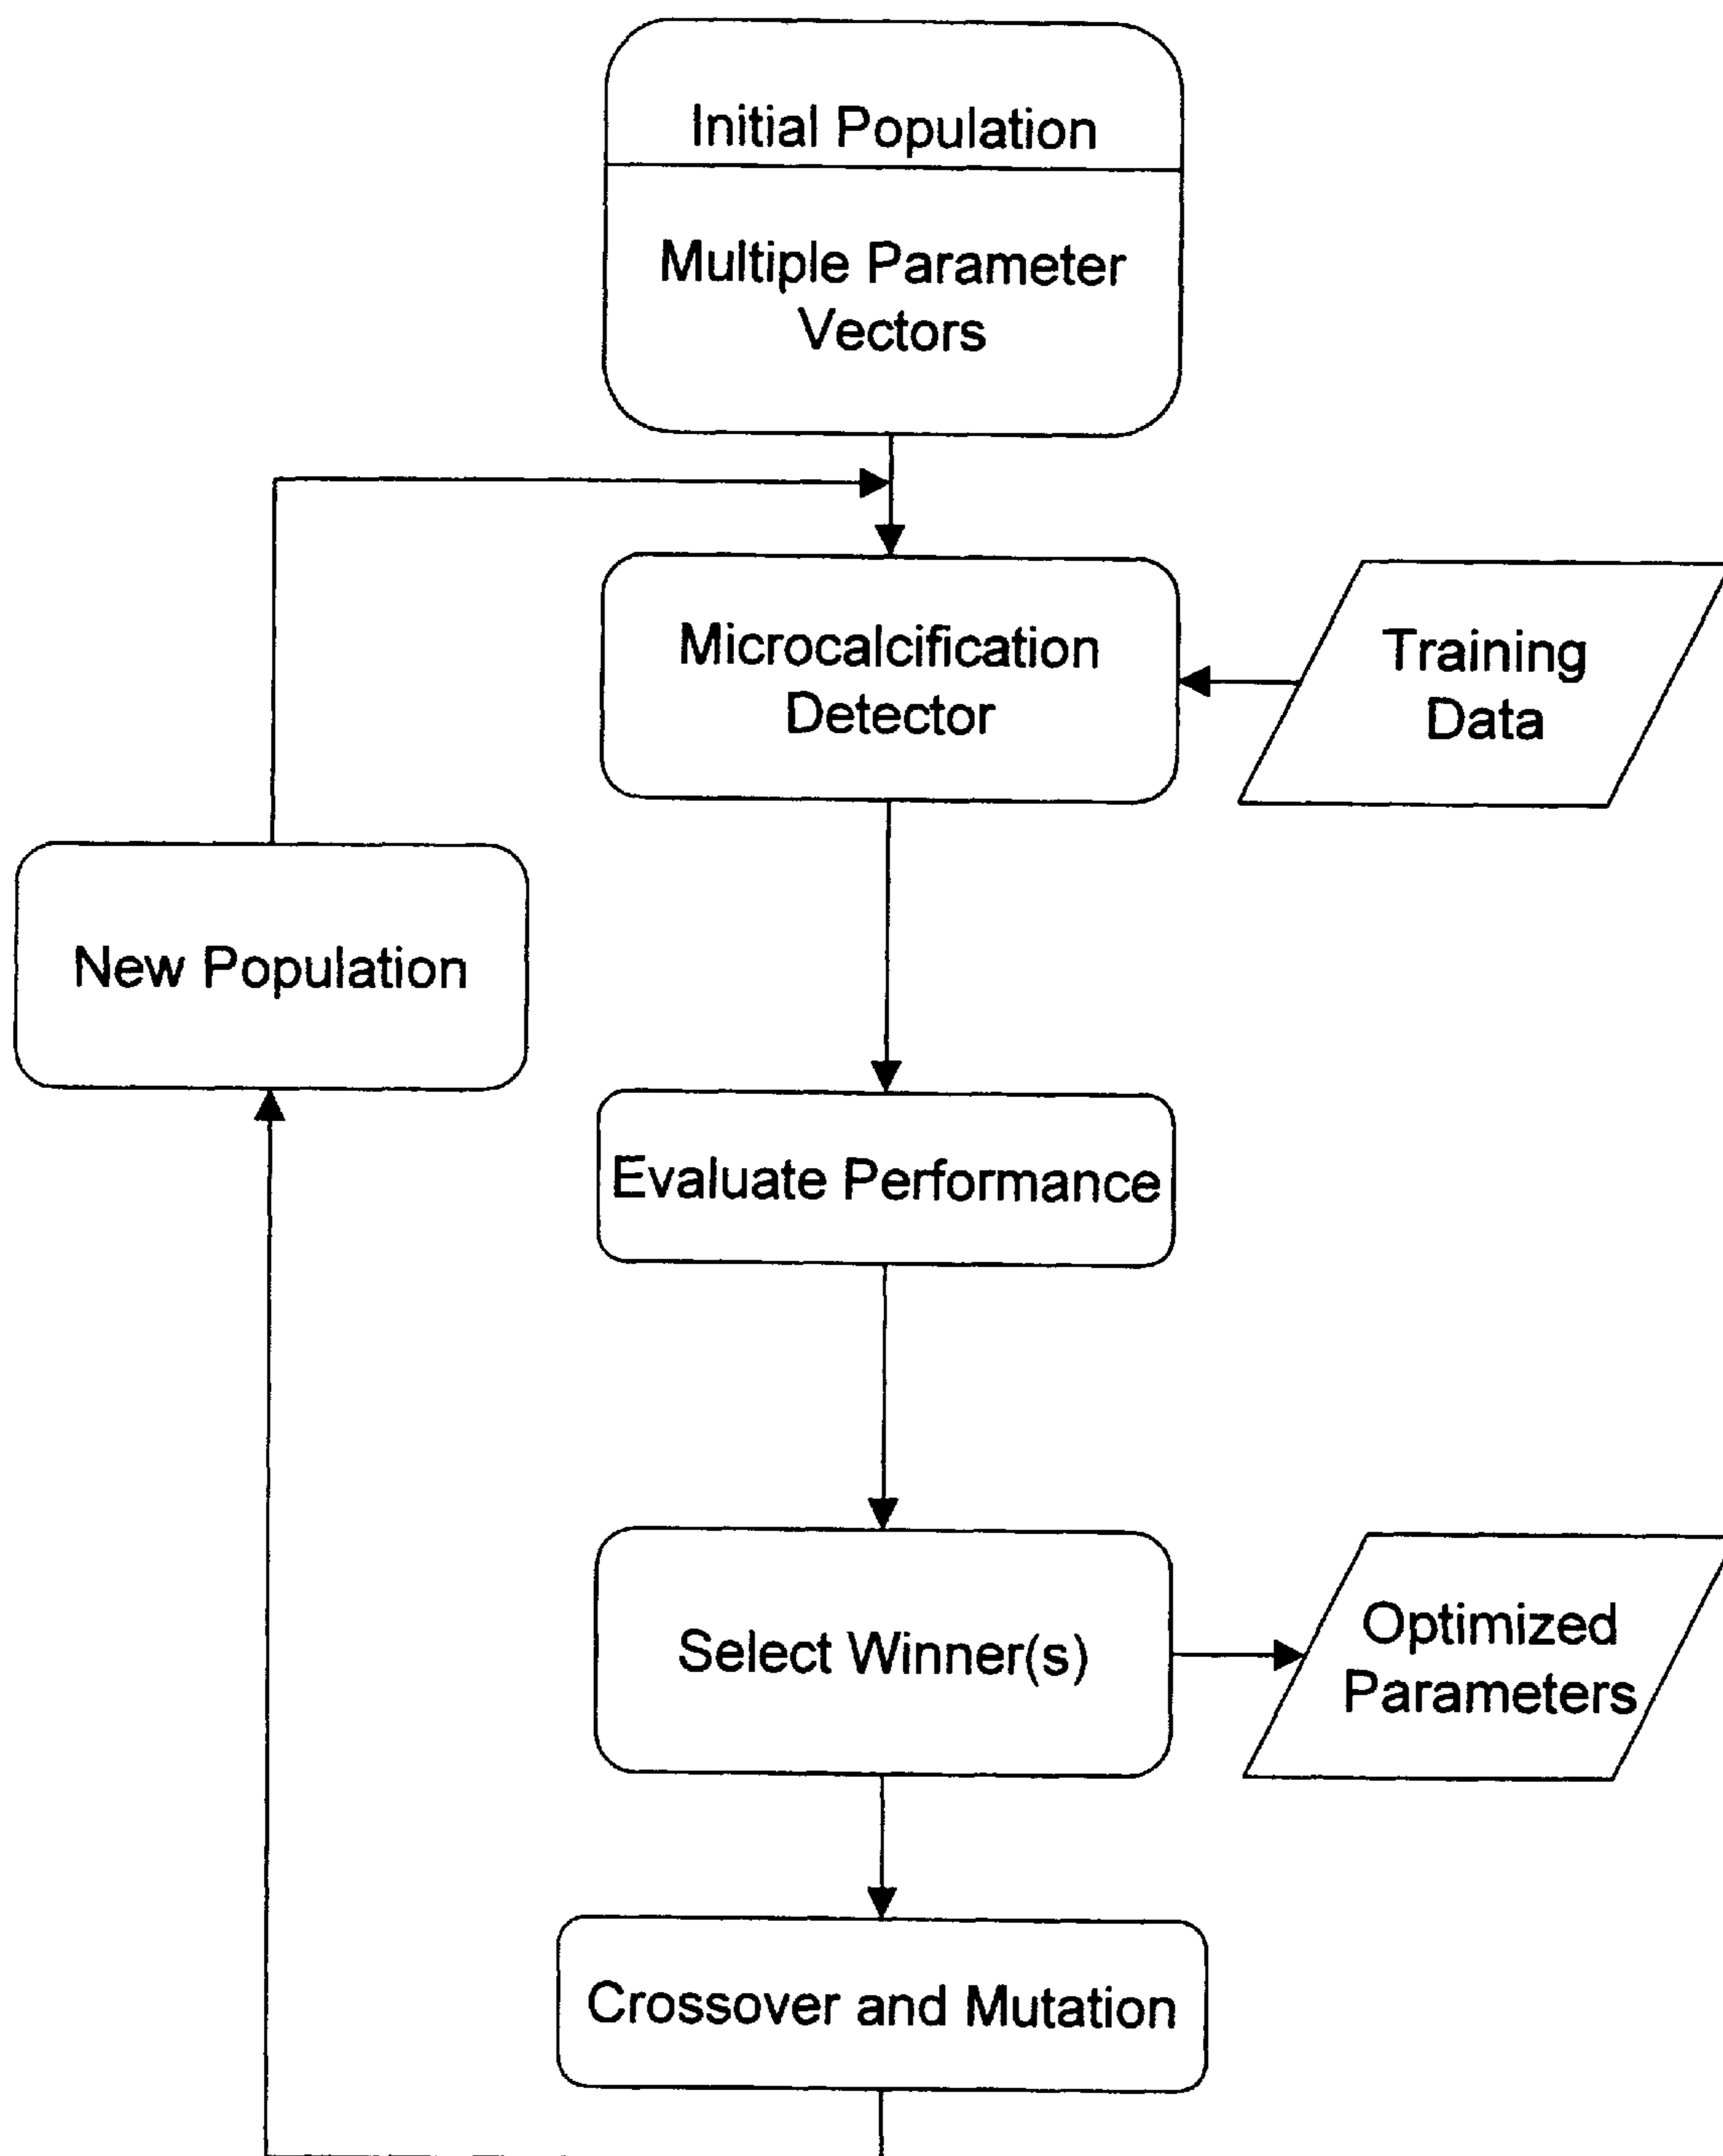 Initial Population
Multiple Parameter
Vectors
Microcalcification
Detector
Training
Data
New Population
Evaluate Performance
Select Winner(s)
Optimized
Parameters
Crossover and Mutation